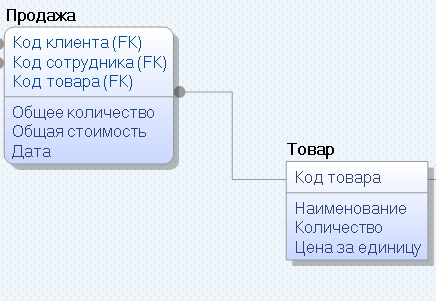 Продажа
Код клиента (FK)
Код сотрудника (FK)
Код товара (FK)
Общее количество
Общая стоимость
Дата
Товар
Код товара
Наименование
Количество
Цена за единицу